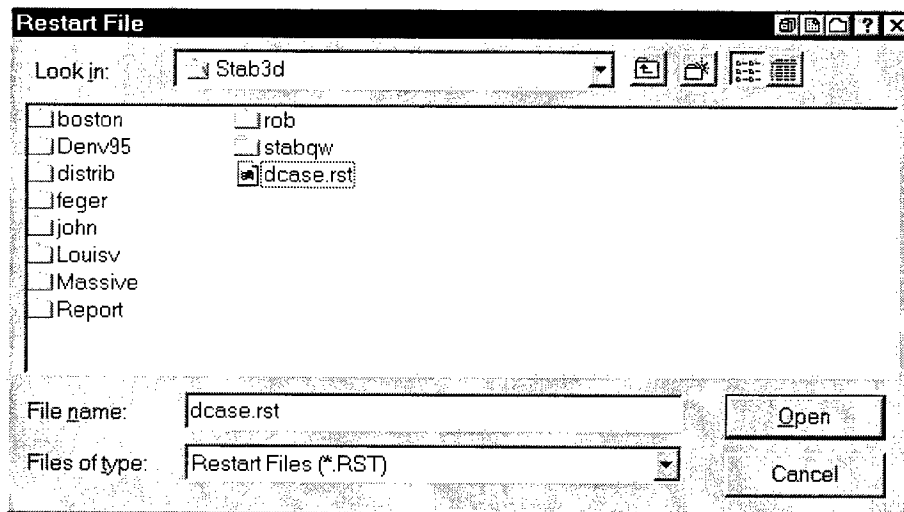 Restart File
Look in: Stab3d
boston
Denv95
distrib
feger
john
Louisv
Massive
Report
rob
stabqw
dcase.rst
File name: dcase.rst
Open
Files of type: Restart Files (*.RST)
Cancel